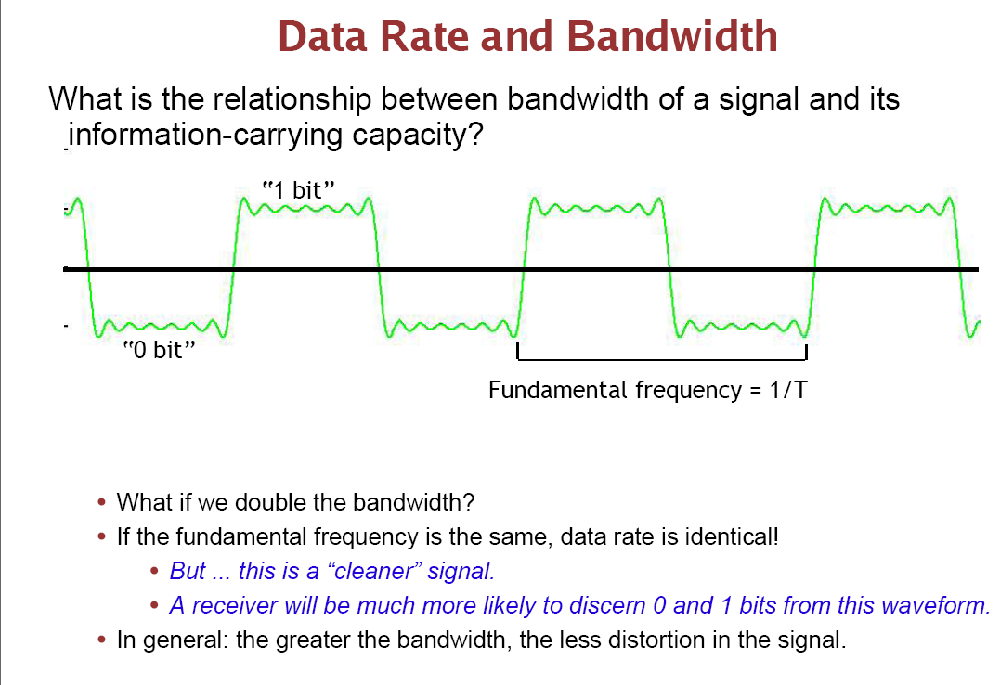 Data Rate and Bandwidth
What is the relationship between bandwidth of a signal and its
information-carrying capacity?
“1 bit”
“0 bit”
Fundamental frequency = 1/T
• What if we double the bandwidth?
• If the fundamental frequency is the same, data rate is identical!
• But ... this is a “cleaner” signal.
• A receiver will be much more likely to discern 0 and 1 bits from this waveform.
• In general: the greater the bandwidth, the less distortion in the signal.